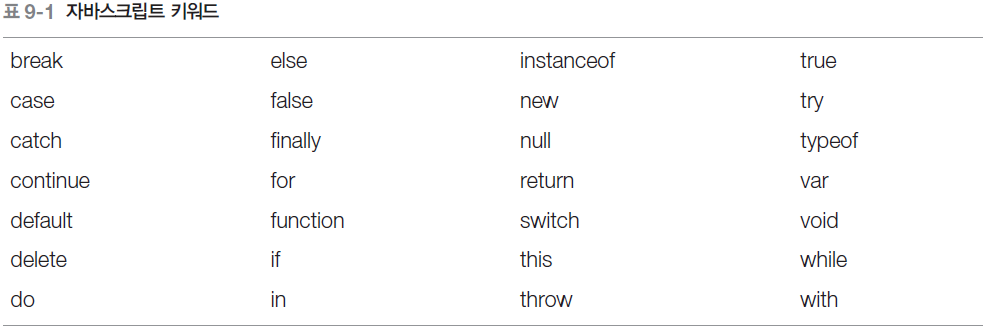 표 9-1 자바스크립트 키워드
break else instanceof true
case false new try
catch finally null typeof
continue for return var
default function switch void
delete if this while
do in throw with